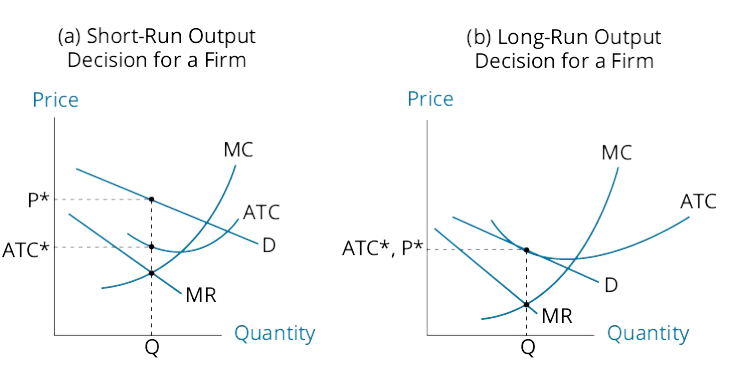 (a) Short-Run Output
Decision for a Firm
Price
MC
P*
ATC
D
ATC*
MR
Quantity
Q
(b) Long-Run Output
Decision for a Firm
Price
MC
ATC
ATC*, P*
D
MR
Quantity
Q